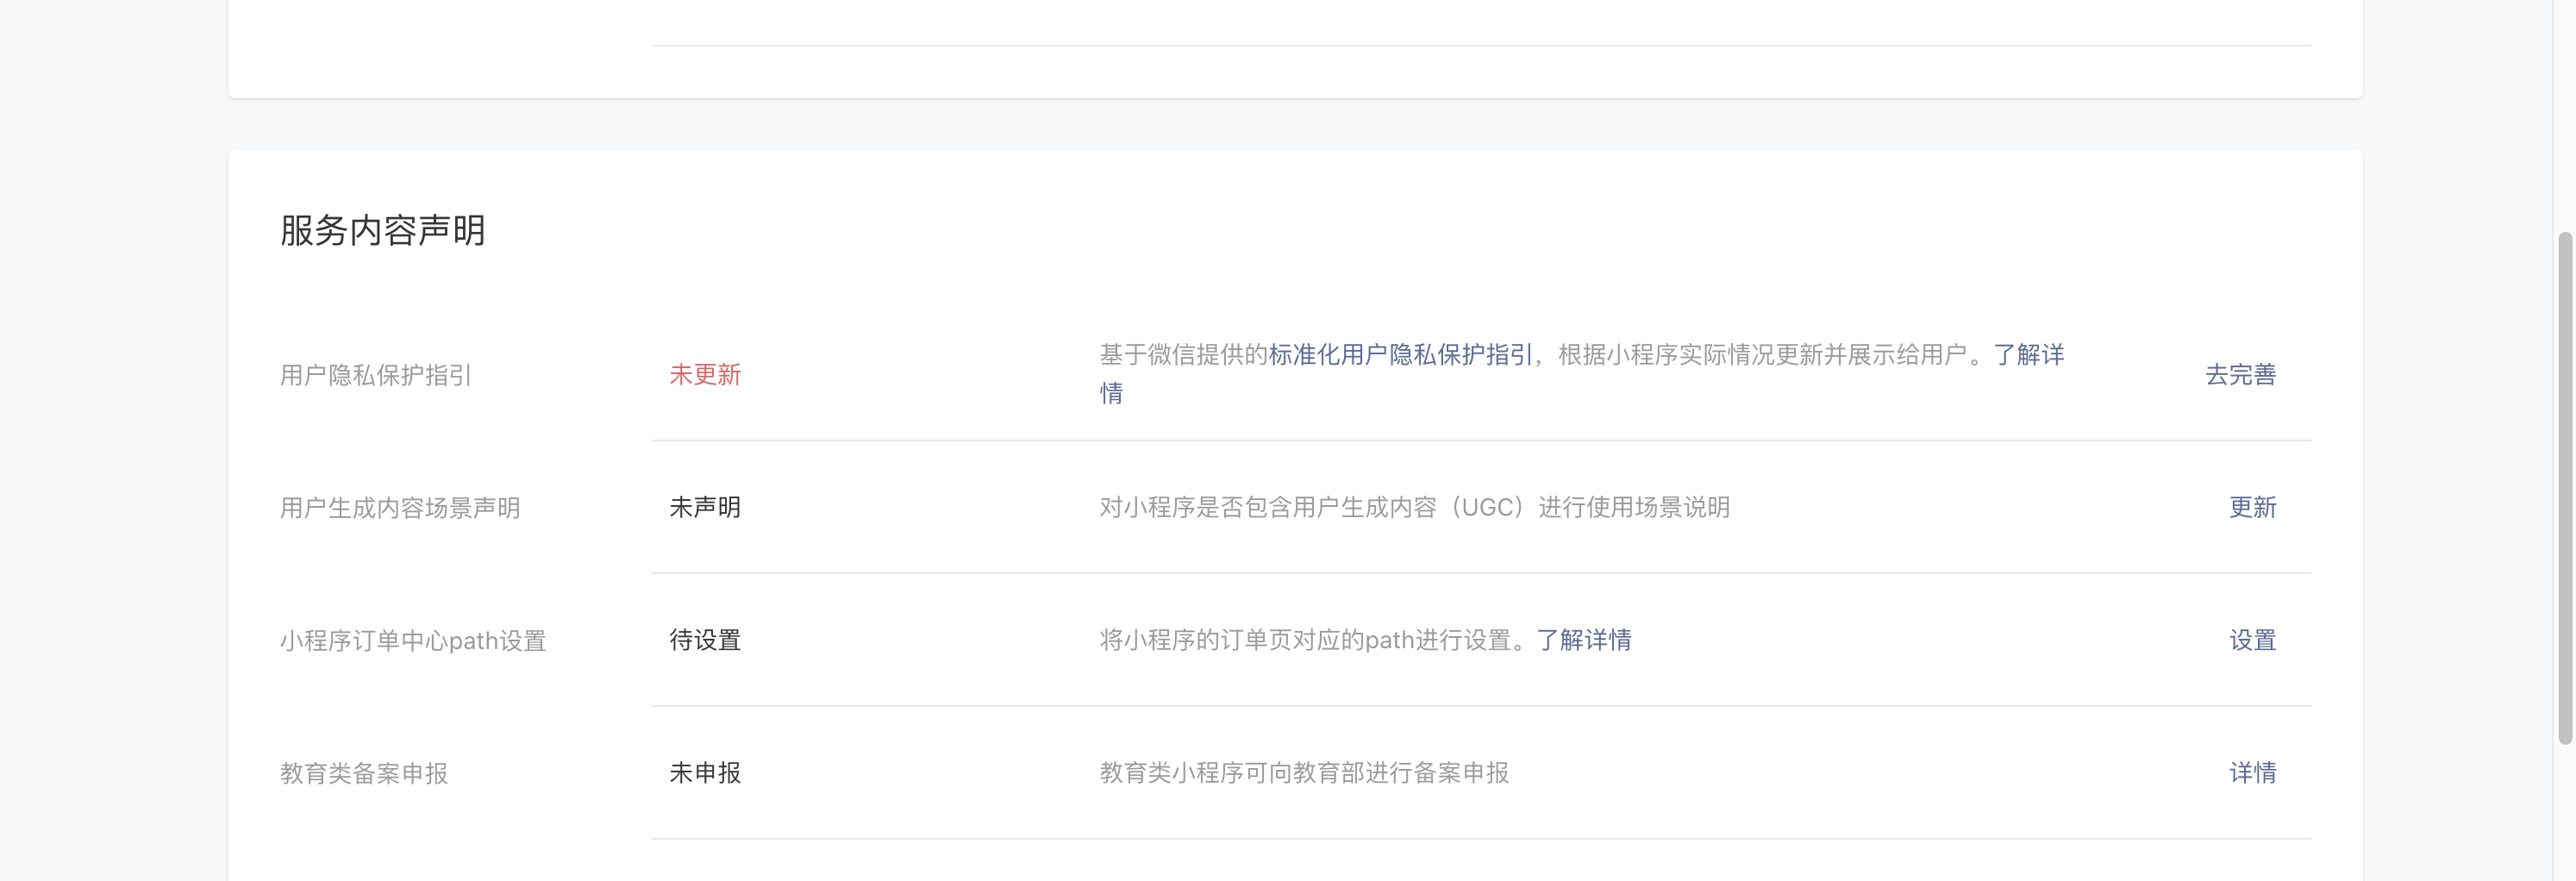 服务内容声明
用户隐私保护指引
未更新
基于微信提供的标准化用户隐私保护指引，根据小程序实际情况更新并展示给用户。了解详
情
去完善
用户生成内容场景声明
未声明
对小程序是否包含用户生成内容（UGC）进行使用场景说明
更新
小程序订单中心path设置
待设置
将小程序的订单页对应的path进行设置。了解详情
设置
教育类备案申报
未申报
教育类小程序可向教育部进行备案申报
详情